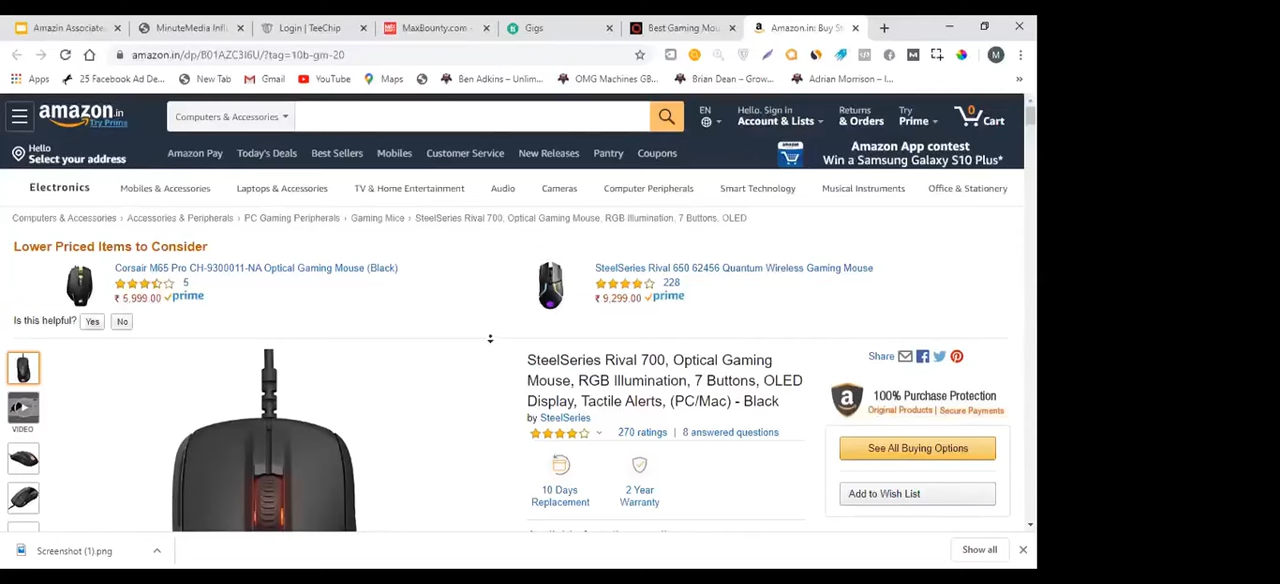 Amazin Associate
MinuteMedia Infl
Login | TeeChip
MaxBounty.com -
Gigs
Best Gaming Mou
Amazon.in: Buy St
amazon.in/dp/B01AZC3I6U/?tag=10b-gm-20
M
Apps
25 Facebook Ad De...
New Tab
Gmail
YouTube
Maps
Ben Adkins – Unlim...
OMG Machines GB...
Brian Dean – Grow...
Adrian Morrison – I...
amazon.in
Try Prime
Computers & Accessories
EN
Hello. Sign in
Account & Lists
Returns
& Orders
Try
Prime
0
Cart
Hello
Select your address
Amazon Pay
Today's Deals
Best Sellers
Mobiles
Customer Service
New Releases
Pantry
Coupons
Amazon App contest
Win a Samsung Galaxy S10 Plus*
Electronics
Mobiles & Accessories
Laptops & Accessories
TV & Home Entertainment
Audio
Cameras
Computer Peripherals
Smart Technology
Musical Instruments
Office & Stationery
Computers & Accessories › Accessories & Peripherals › PC Gaming Peripherals › Gaming Mice › SteelSeries Rival 700, Optical Gaming Mouse, RGB Illumination, 7 Buttons, OLED
Lower Priced Items to Consider
Corsair M65 Pro CH-9300011-NA Optical Gaming Mouse (Black)
5
₹ 5,999.00 prime
SteelSeries Rival 650 62456 Quantum Wireless Gaming Mouse
228
₹ 9,299.00 prime
Is this helpful? Yes No
VIDEO
SteelSeries Rival 700, Optical Gaming
Mouse, RGB Illumination, 7 Buttons, OLED
Display, Tactile Alerts, (PC/Mac) - Black
by SteelSeries
270 ratings | 8 answered questions
10 Days
Replacement
2 Year
Warranty
Share
100% Purchase Protection
Original Products | Secure Payments
See All Buying Options
Add to Wish List
Screenshot (1).png
Show all